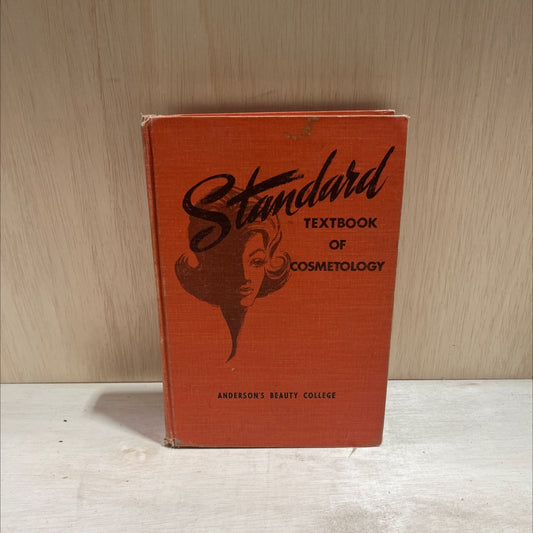 Standard
TEXTBOOK
OF
COSMETOLOGY
ANDERSON'S BEAUTY COLLEGE